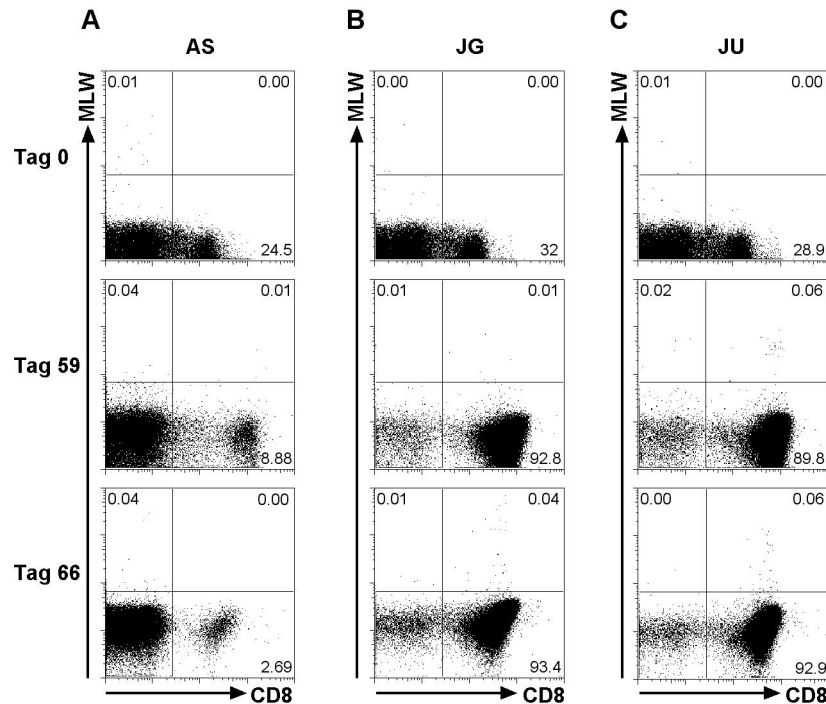 A B C
AS JG JU
MLW MLW MLW
0.01 0.00 0.00 0.00 0.01 0.00
Tag 0
24.5 32 28.9
0.04 0.01 0.01 0.01 0.02 0.06
Tag 59
8.88 92.8 89.8
0.04 0.00 0.01 0.04 0.00 0.06
Tag 66
2.69 93.4 92.9
CD8 CD8 CD8